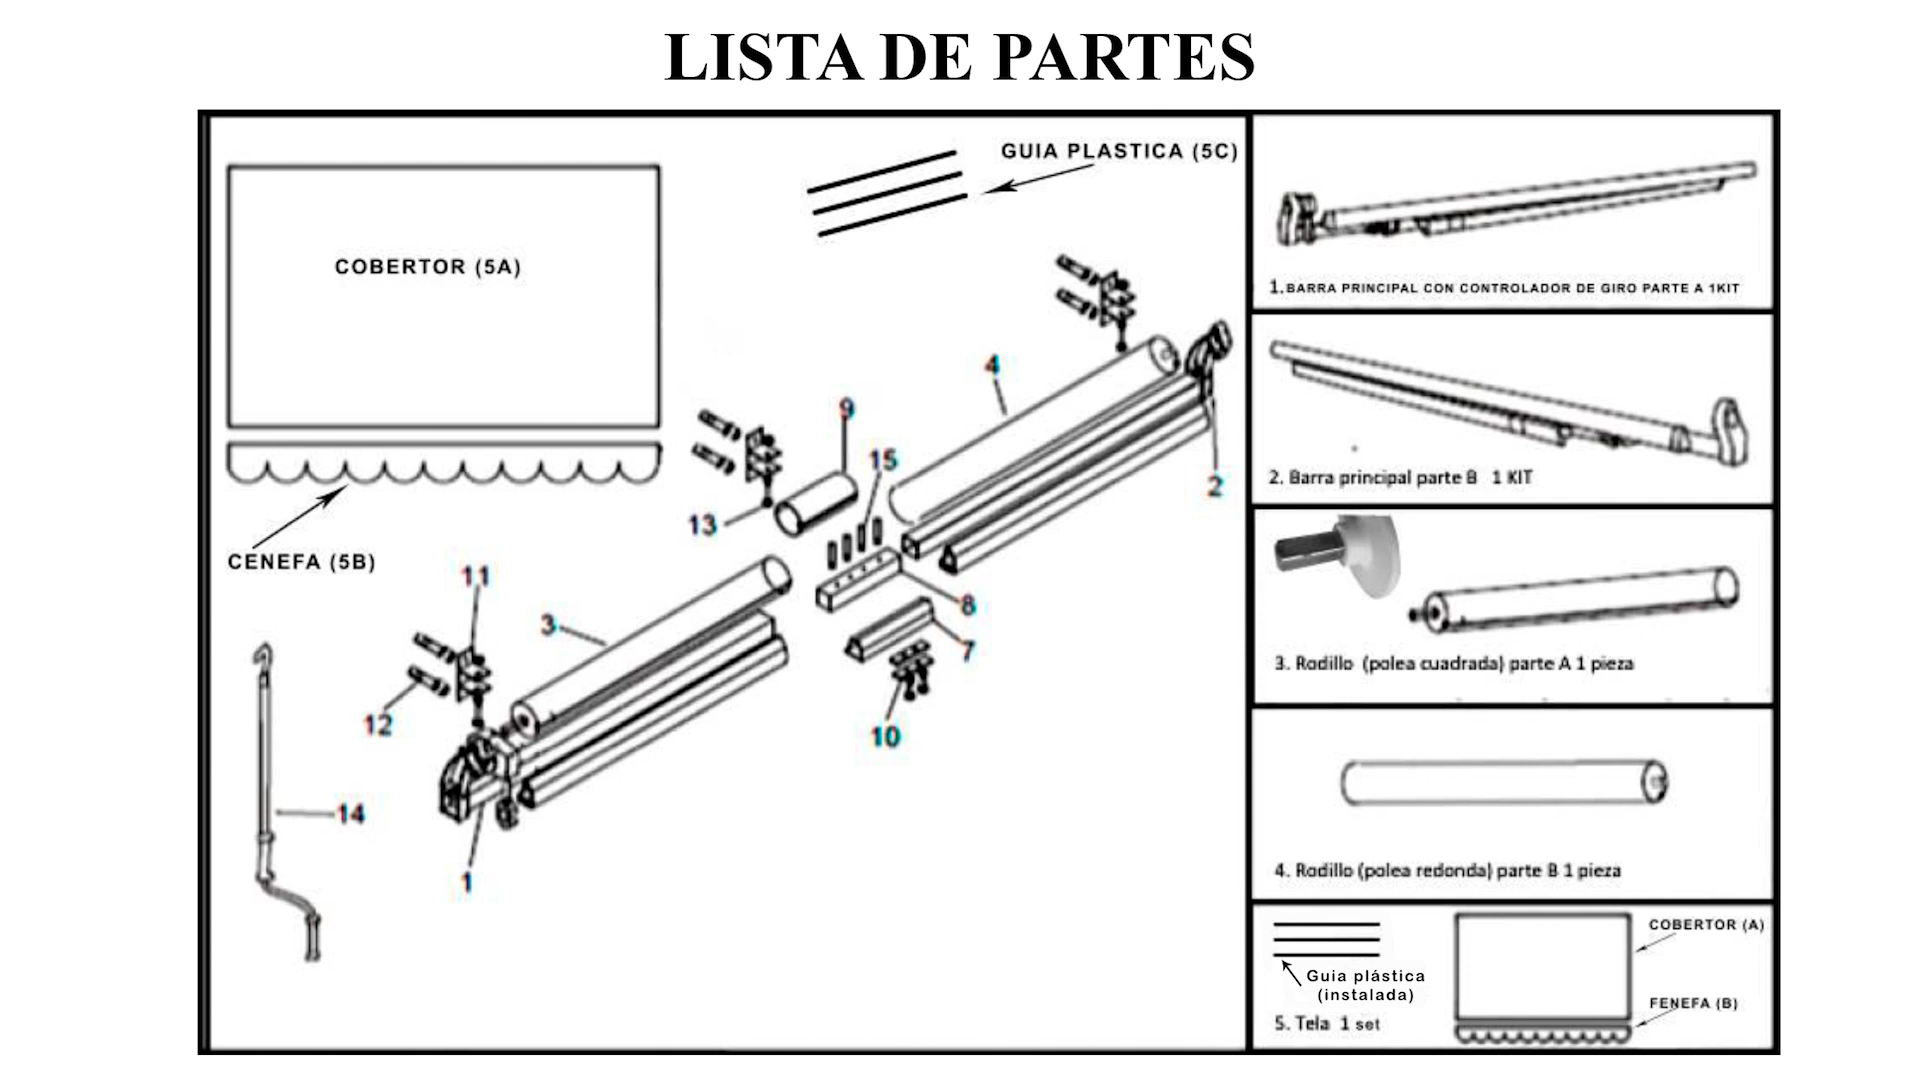 LISTA DE PARTES
GUIA PLASTICA (5C)
COBERTOR (5A)
CENEFA (5B)
4
9
15
2
13
11
8
3
7
12
10
14
1
1.BARRA PRINCIPAL CON CONTROLADOR DE GIRO PARTE A 1KIT
2. Barra principal parte B 1 KIT
3. Rodillo (polea cuadrada) parte A 1 pieza
4. Rodillo (polea redonda) parte B 1 pieza
COBERTOR (A)
Guia plástica
(instalada)
FENEFA (B)
5. Tela 1 set